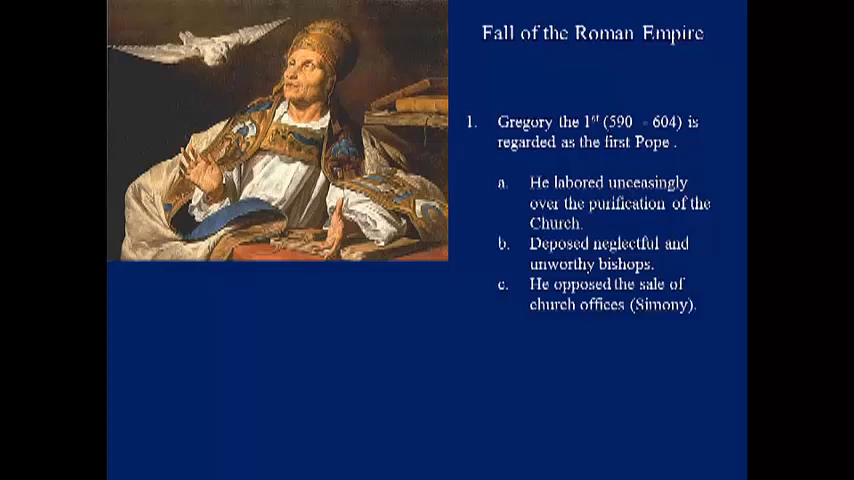 Fall of the Roman Empire
1. Gregory the 1st (590 - 604) is
regarded as the first Pope .
a. He labored unceasingly
over the purification of the
Church.
b. Deposed neglectful and
unworthy bishops.
c. He opposed the sale of
church offices (Simony).